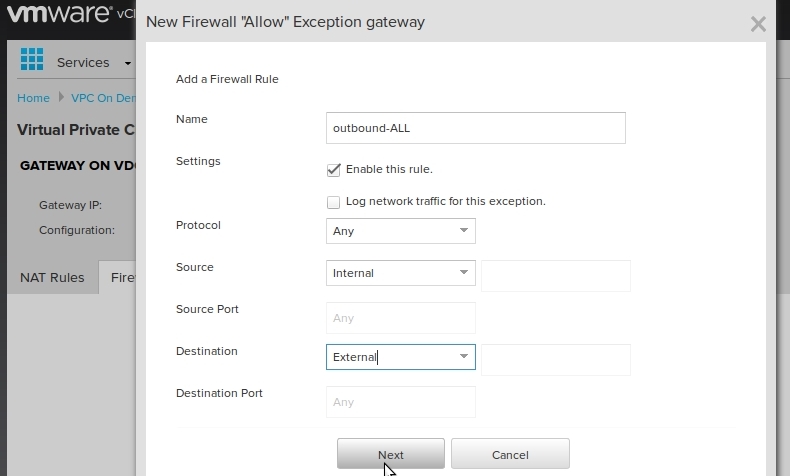 vmware® vCl
New Firewall "Allow" Exception gateway
Services
Home VPC On Den
Virtual Private C
GATEWAY ON VDC
Gateway IP:
Configuration:
NAT Rules Firew
Add a Firewall Rule
Name outbound-ALL
Settings Enable this rule.
Log network traffic for this exception.
Protocol Any
Source Internal
Source Port Any
Destination External
Destination Port Any
Next Cancel